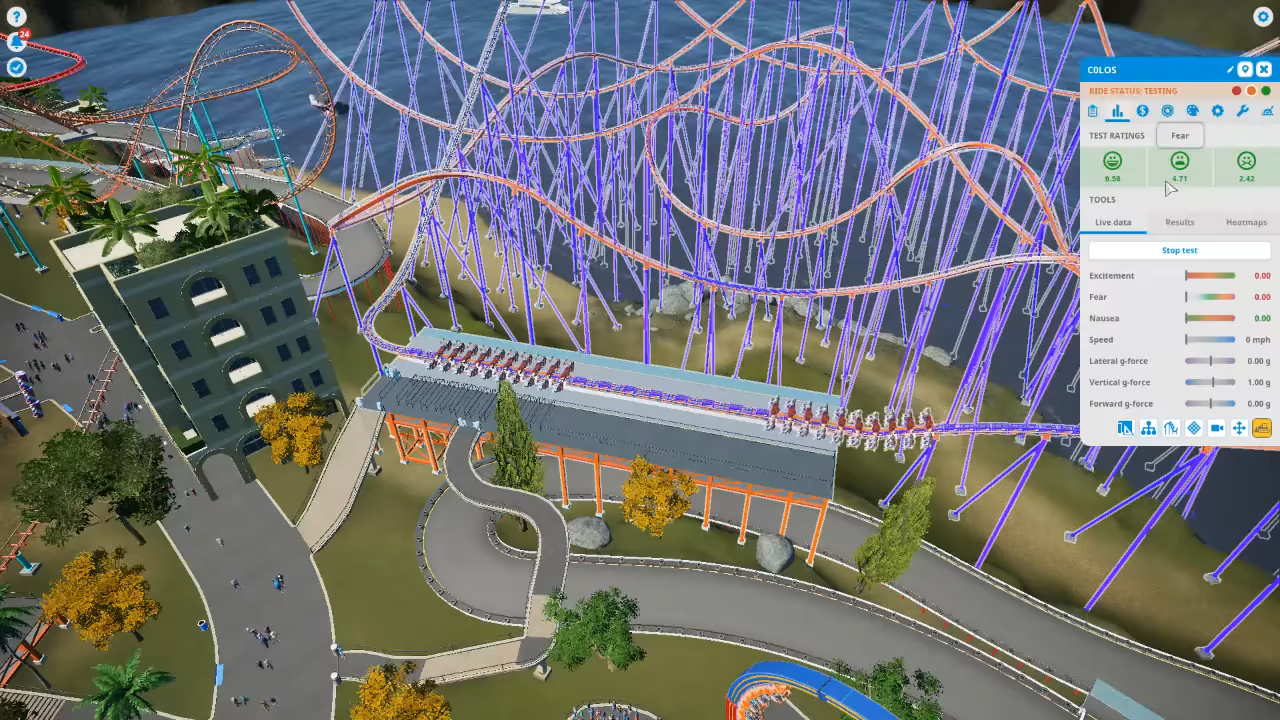 ?
24
C0LOS
RIDE STATUS: TESTING
TEST RATINGS
Fear
6.56 4.71 2.42
TOOLS
Live data Results Heatmaps
Stop test
Excitement 0.00
Fear 0.00
Nausea 0.00
Speed 0 mph
Lateral g-force 0.00 g
Vertical g-force 1.00 g
Forward g-force 0.00 g